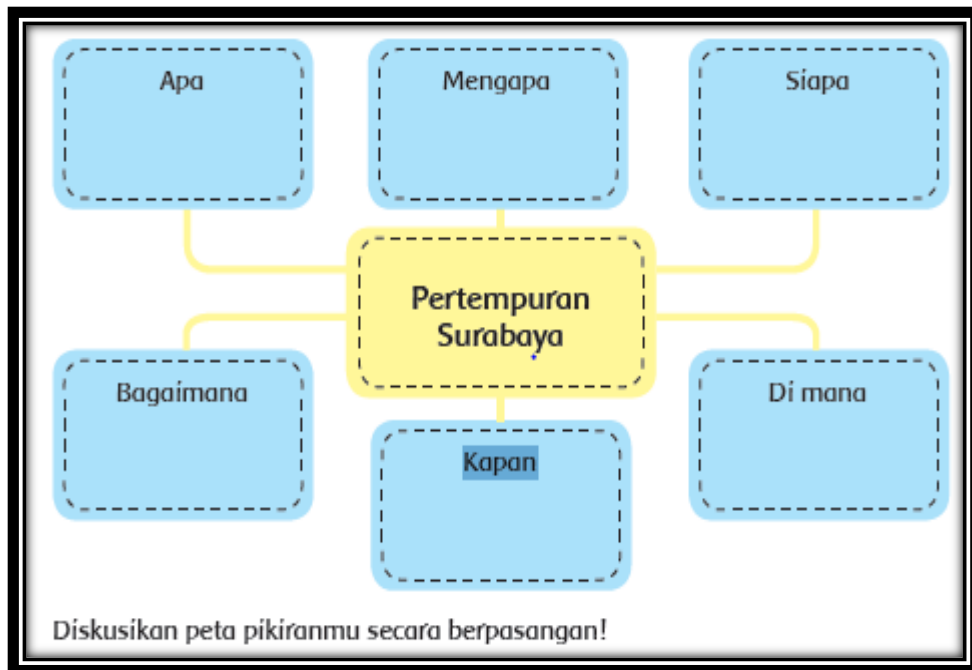 Apa
Mengapa
Siapa
Pertempuran
Surabaya
Bagaimana
Kapan
Di mana
Diskusikan peta pikiranmu secara berpasangan!